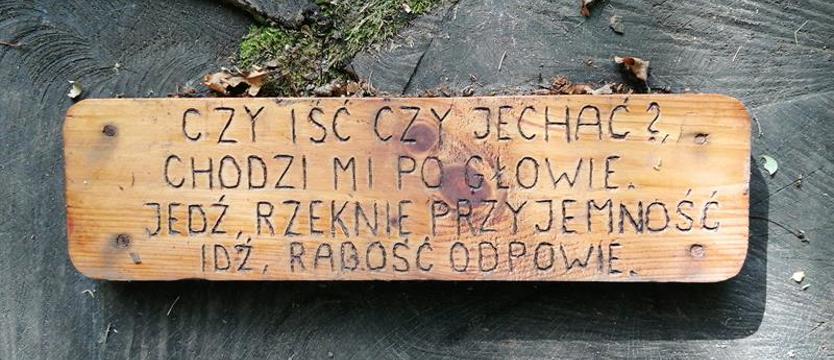 CZY IŚĆ CZY JECHAĆ?,
CHODZI MI PO GŁOWIE.
JEDŹ, RZEKNIE PRZYJEMNOŚĆ
IDŹ, RADOŚĆ ODPOWIE.